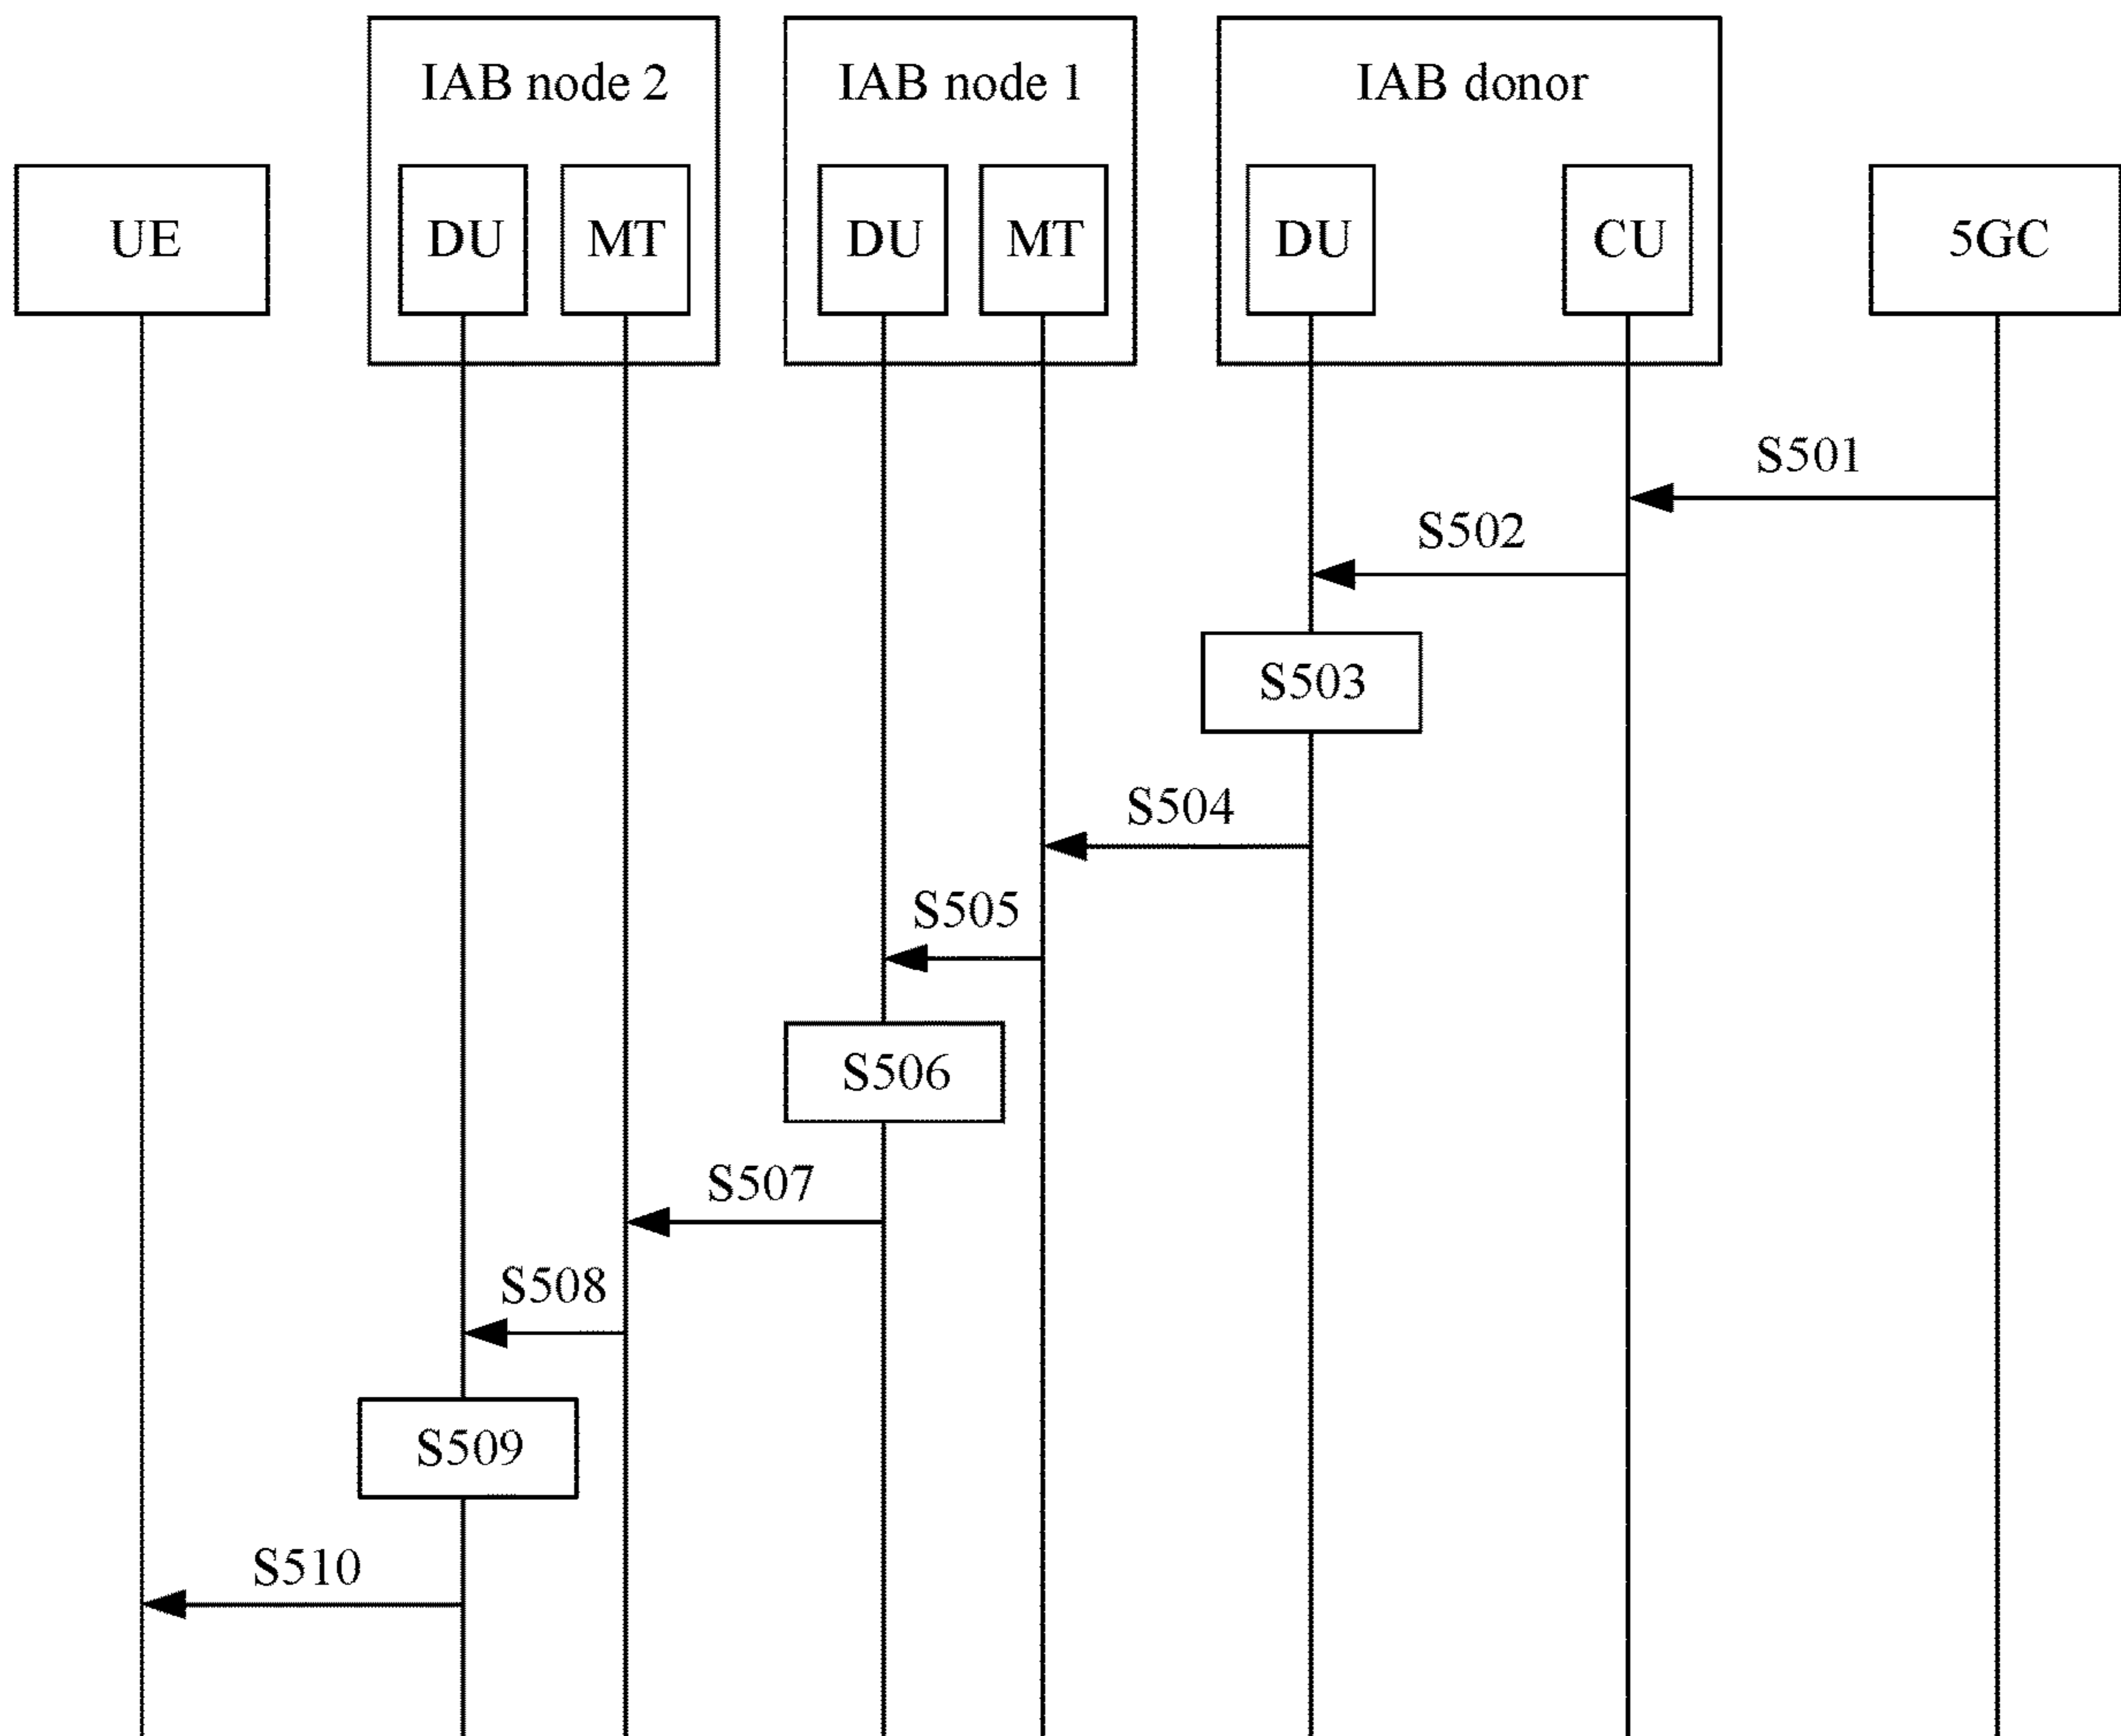 IAB node 2
IAB node 1
IAB donor
UE
DU
MT
DU
MT
DU
CU
5GC
S501
S502
S503
S504
S505
S506
S507
S508
S509
S510